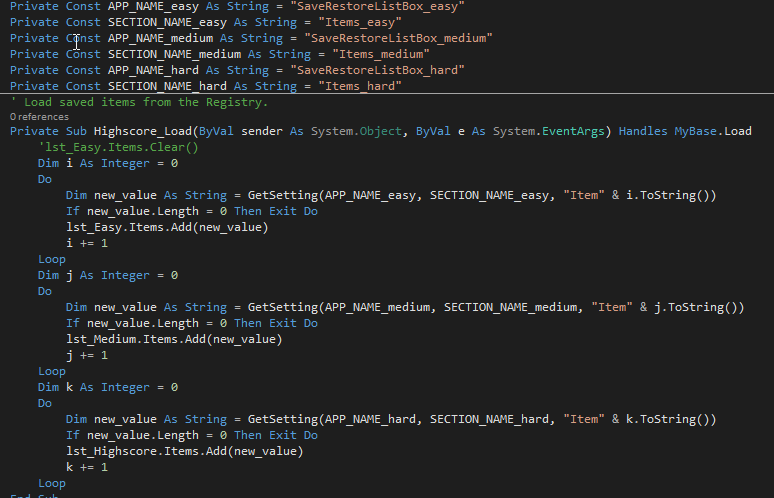 Private Const APP_NAME_easy As String = "SaveRestoreListBox_easy"
Private Const SECTION_NAME_easy As String = "Items_easy"
Private Const APP_NAME_medium As String = "SaveRestoreListBox_medium"
Private Const SECTION_NAME_medium As String = "Items_medium"
Private Const APP_NAME_hard As String = "SaveRestoreListBox_hard"
Private Const SECTION_NAME_hard As String = "Items_hard"
' Load saved items from the Registry.
0 references
Private Sub Highscore_Load(ByVal sender As System.Object, ByVal e As System.EventArgs) Handles MyBase.Load
    'lst_Easy.Items.Clear()
    Dim i As Integer = 0
    Do
        Dim new_value As String = GetSetting(APP_NAME_easy, SECTION_NAME_easy, "Item" & i.ToString())
        If new_value.Length = 0 Then Exit Do
        lst_Easy.Items.Add(new_value)
        i += 1
    Loop
    Dim j As Integer = 0
    Do
        Dim new_value As String = GetSetting(APP_NAME_medium, SECTION_NAME_medium, "Item" & j.ToString())
        If new_value.Length = 0 Then Exit Do
        lst_Medium.Items.Add(new_value)
        j += 1
    Loop
    Dim k As Integer = 0
    Do
        Dim new_value As String = GetSetting(APP_NAME_hard, SECTION_NAME_hard, "Item" & k.ToString())
        If new_value.Length = 0 Then Exit Do
        lst_Highscore.Items.Add(new_value)
        k += 1
    Loop
End Sub